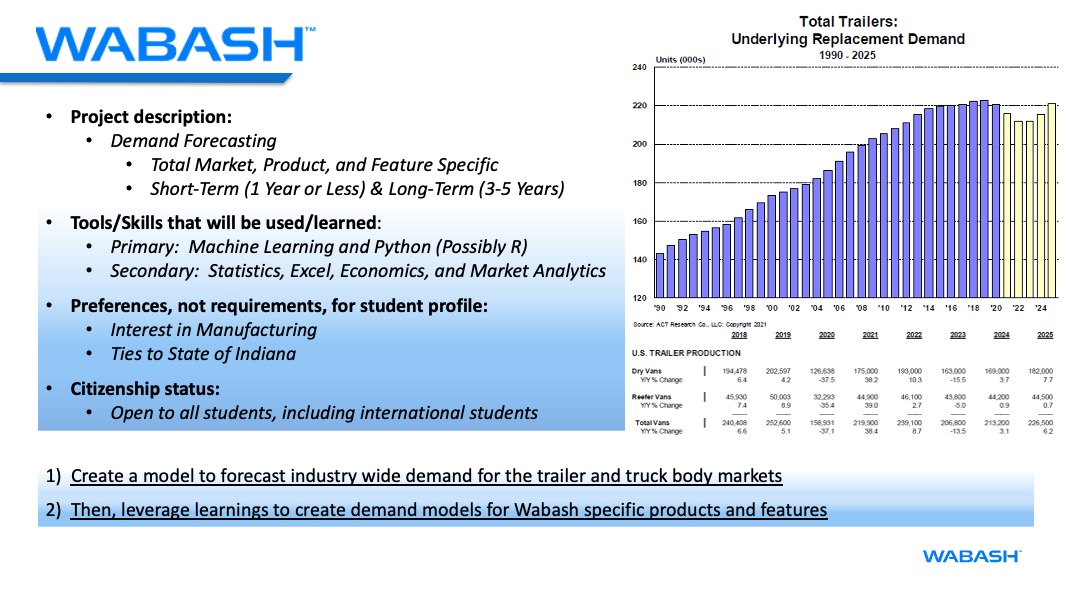 WABASH™
• Project description:
• Demand Forecasting
• Total Market, Product, and Feature Specific
• Short-Term (1 Year or Less) & Long-Term (3-5 Years)
• Tools/Skills that will be used/learned:
• Primary: Machine Learning and Python (Possibly R)
• Secondary: Statistics, Excel, Economics, and Market Analytics
• Preferences, not requirements, for student profile:
• Interest in Manufacturing
• Ties to State of Indiana
• Citizenship status:
• Open to all students, including international students
Total Trailers:
Underlying Replacement Demand
1990 - 2025
Units (000s)
240
220
200
180
160
140
120
'90 '92 '94 '96 '98 '00 '02 '04 '06 '08 '10 '12 '14 '16 '18 '20 '22 '24
Source: ACT Research Co., LLC: Copyright 2021
2018 2019 2020 2021 2022 2023 2024 2025
U.S. TRAILER PRODUCTION
Dry Vans 194,478 202,597 126,638 175,000 193,000 163,000 169,000 182,000
Y/Y % Change 6.4 4.2 -37.5 38.2 10.3 -15.5 3.7 7.7
Reefer Vans 45,930 50,003 32,293 44,900 46,100 43,800 44,200 44,500
Y/Y % Change 7.4 8.9 -35.4 39.0 2.7 -5.0 0.9 0.7
Total Vans 240,408 252,600 158,931 219,900 239,100 206,800 213,200 226,500
Y/Y % Change 6.6 5.1 -37.1 38.4 8.7 -13.5 3.1 6.2
1) Create a model to forecast industry wide demand for the trailer and truck body markets
2) Then, leverage learnings to create demand models for Wabash specific products and features
WABASH